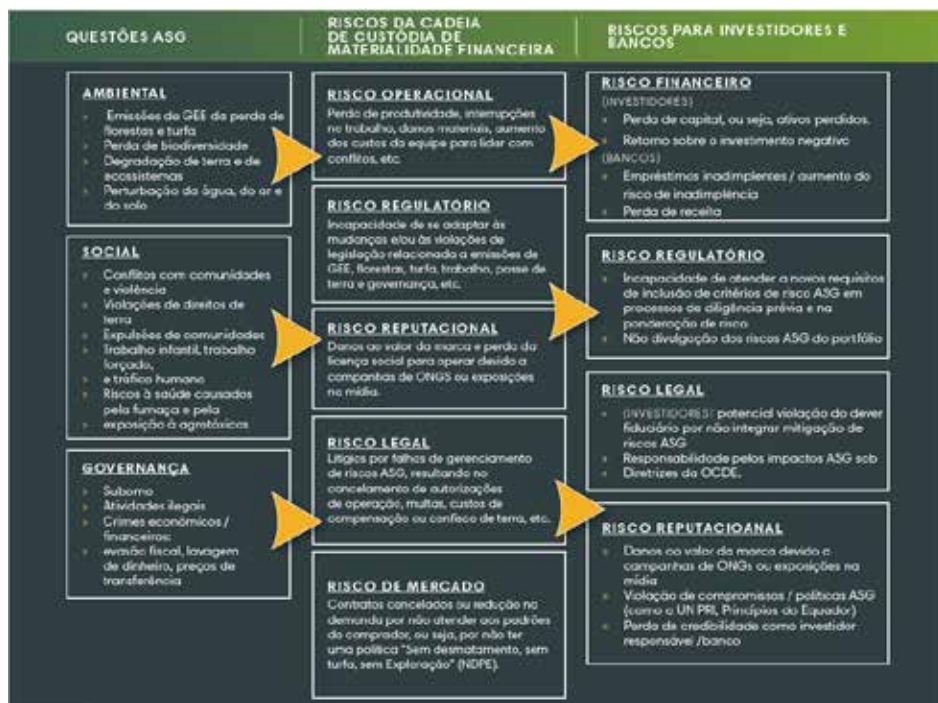 QUESTÕES ASG
AMBIENTAL
Emissões de GEE da perda de
florestas e turfa
Perda de biodiversidade
Degradação de terra e de
ecossistemas
Perturbação da água, do ar e
do solo
SOCIAL
Conflitos com comunidades
e violência
Violações de direitos de
terra
Expulsões de comunidades
Trabalho infantil, trabalho
forçado,
e tráfico humano
Riscos à saúde causados
pela fumaça e pela
exposição à agrotóxicos
GOVERNANÇA
Suborno
Atividades ilegais
Crimes econômicos /
financeiros:
evasão fiscal, lavagem
de dinheiro, preços de
transferência
RISCOS DA CADEIA
DE CUSTÓDIA DE
MATERIALIDADE FINANCEIRA
RISCO OPERACIONAL
Perda de produtividade, interrupções
no trabalho, danos materiais, aumento
dos custos da equipe para lidar com
conflitos, etc.
RISCO REGULATÓRIO
Incapacidade de se adaptar às
mudanças e/ou às violações de
legislação relacionada a emissões de
GEE, florestas, turfa, trabalho, posse de
terra e governança, etc.
RISCO REPUTACIONAL
Danos ao valor da marca e perda da
licença social para operar devido a
campanhas de ONGS ou exposições
na mídia.
RISCO LEGAL
Litígios por falhas de gerenciamento
de riscos ASG, resultando no
cancelamento de autorizações
de operação, multas, custos de
compensação ou confisco de terra, etc.
RISCO DE MERCADO
Contratos cancelados ou redução na
demanda por não atender aos padrões
do comprador, ou seja, por não ter
uma política "Sem desmatamento, sem
turfa, sem Exploração" (NDPE).
RISCOS PARA INVESTIDORES E
BANCOS
RISCO FINANCEIRO
(INVESTIDORES)
Perda de capital, ou seja, ativos perdidos.
Retorno sobre o investimento negativo
(BANCOS)
Empréstimos inadimplentes / aumento do
risco de inadimplência
Perda de receita
RISCO REGULATÓRIO
Incapacidade de atender a novos requisitos
de inclusão de critérios de risco ASG em
processos de diligência prévia e na
ponderação de risco
Não divulgação dos riscos ASG do portfólio
RISCO LEGAL
(INVESTIDORES) potencial violação do dever
fiduciário por não integrar mitigação de
riscos ASG
Responsabilidade pelos impactos ASG sob
Diretrizes da OCDE.
RISCO REPUTACIOANAL
Danos ao valor da marca devido a
campanhas de ONGs ou exposições na
mídia
Violação de compromissos / políticas ASG
(como o UN PRI, Princípios do Equador)
Perda de credibilidade como investidor
responsável /banco